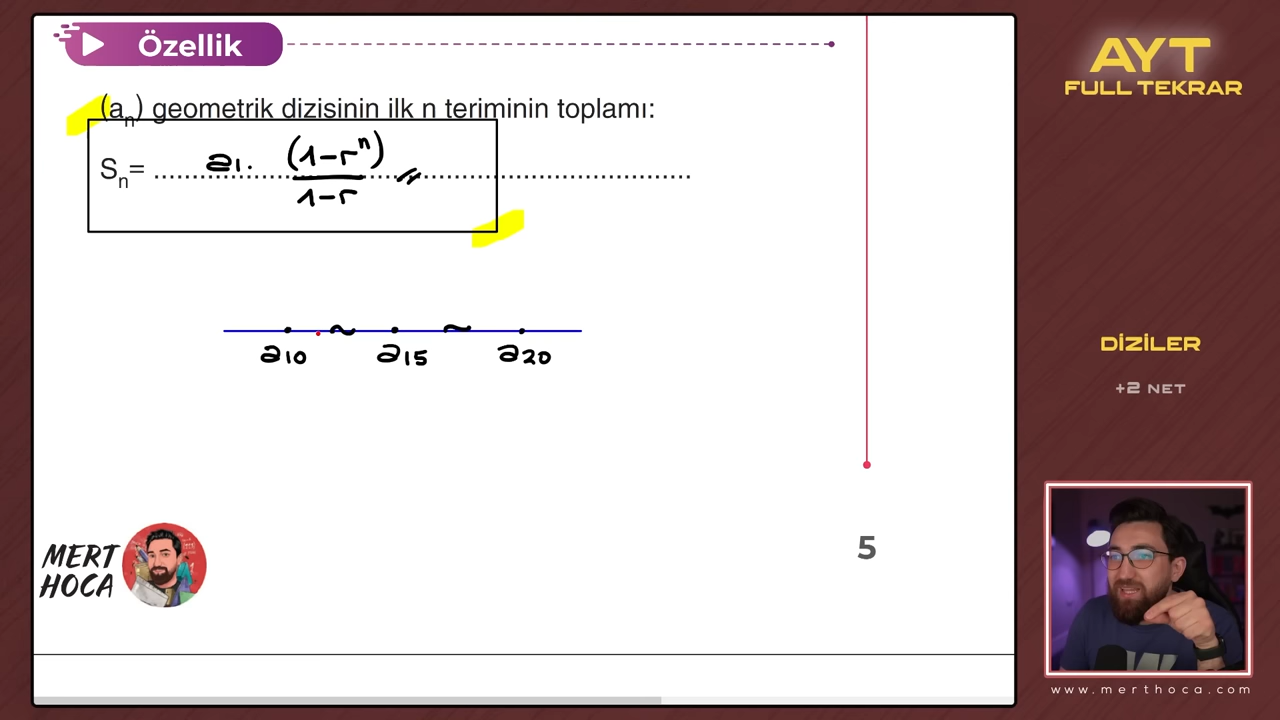 Özellik
(aₙ) geometrik dizisinin ilk n teriminin toplamı:
Sₙ= ........ a₁. (1-rⁿ) / 1-r ........
a₁₀ a₁₅ a₂₀
MERT
HOCA
5
AYT
FULL TEKRAR
DİZİLER
+2 NET
www.merthoca.com